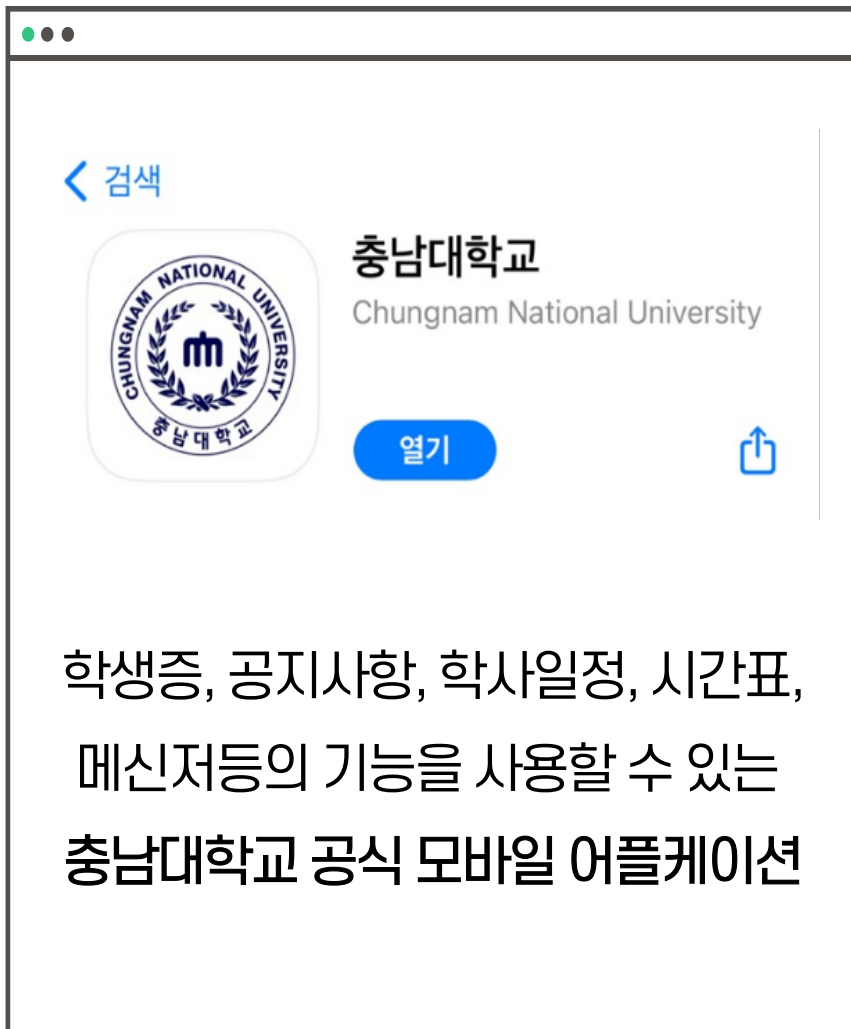 검색
충남대학교
Chungnam National University
CHUNGNAM NATIONAL UNIVERSITY
충남대학교
열기
학생증, 공지사항, 학사일정, 시간표,
메신저등의 기능을 사용할 수 있는
충남대학교 공식 모바일 어플케이션